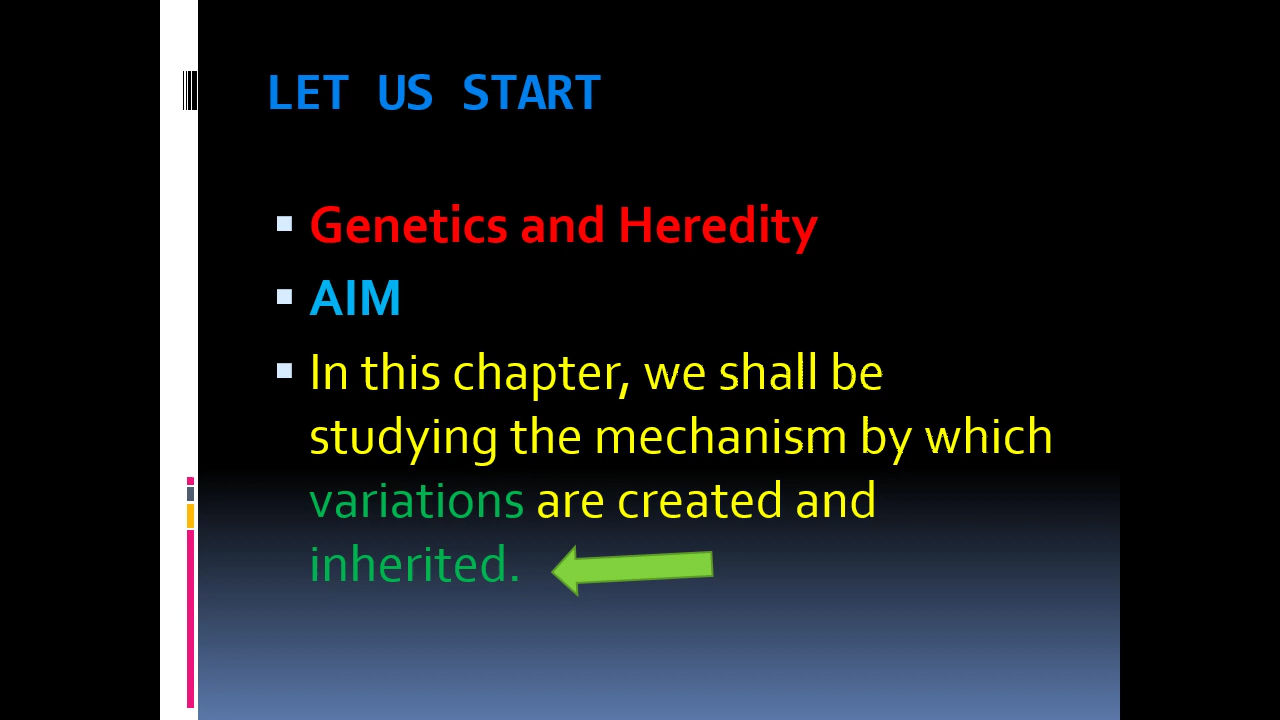 LET US START
Genetics and Heredity
AIM
In this chapter, we shall be
studying the mechanism by which
variations are created and
inherited.